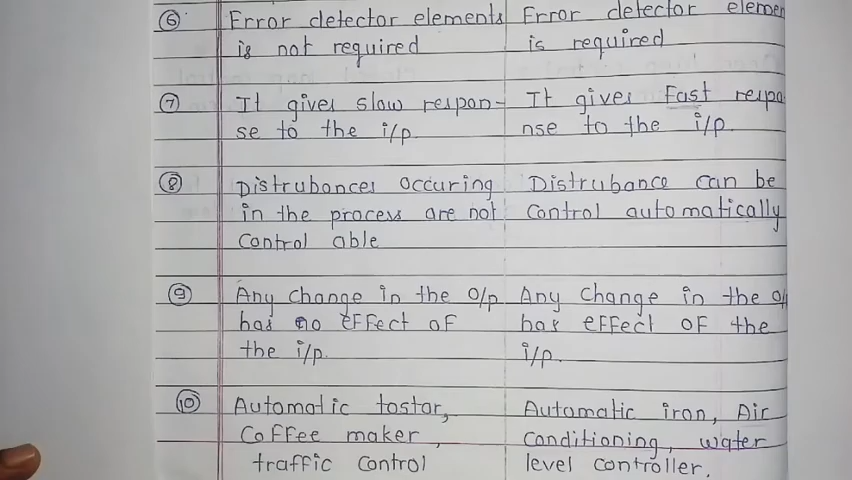 ⑥ Error detector elements Error detector elemen
is not required is required
⑦ It gives slow respon- It gives Fast respo
se to the i/p. nse to the i/p.
⑧ Distrubances occuring Distrubance can be
in the process are not control automatically
control able
⑨ Any change in the o/p Any change in the o/p
has no effect of has effect of the
the i/p. i/p.
⑩ Automatic tostor, Automatic iron, Air
Coffee maker, conditioning, water
traffic control level controller.